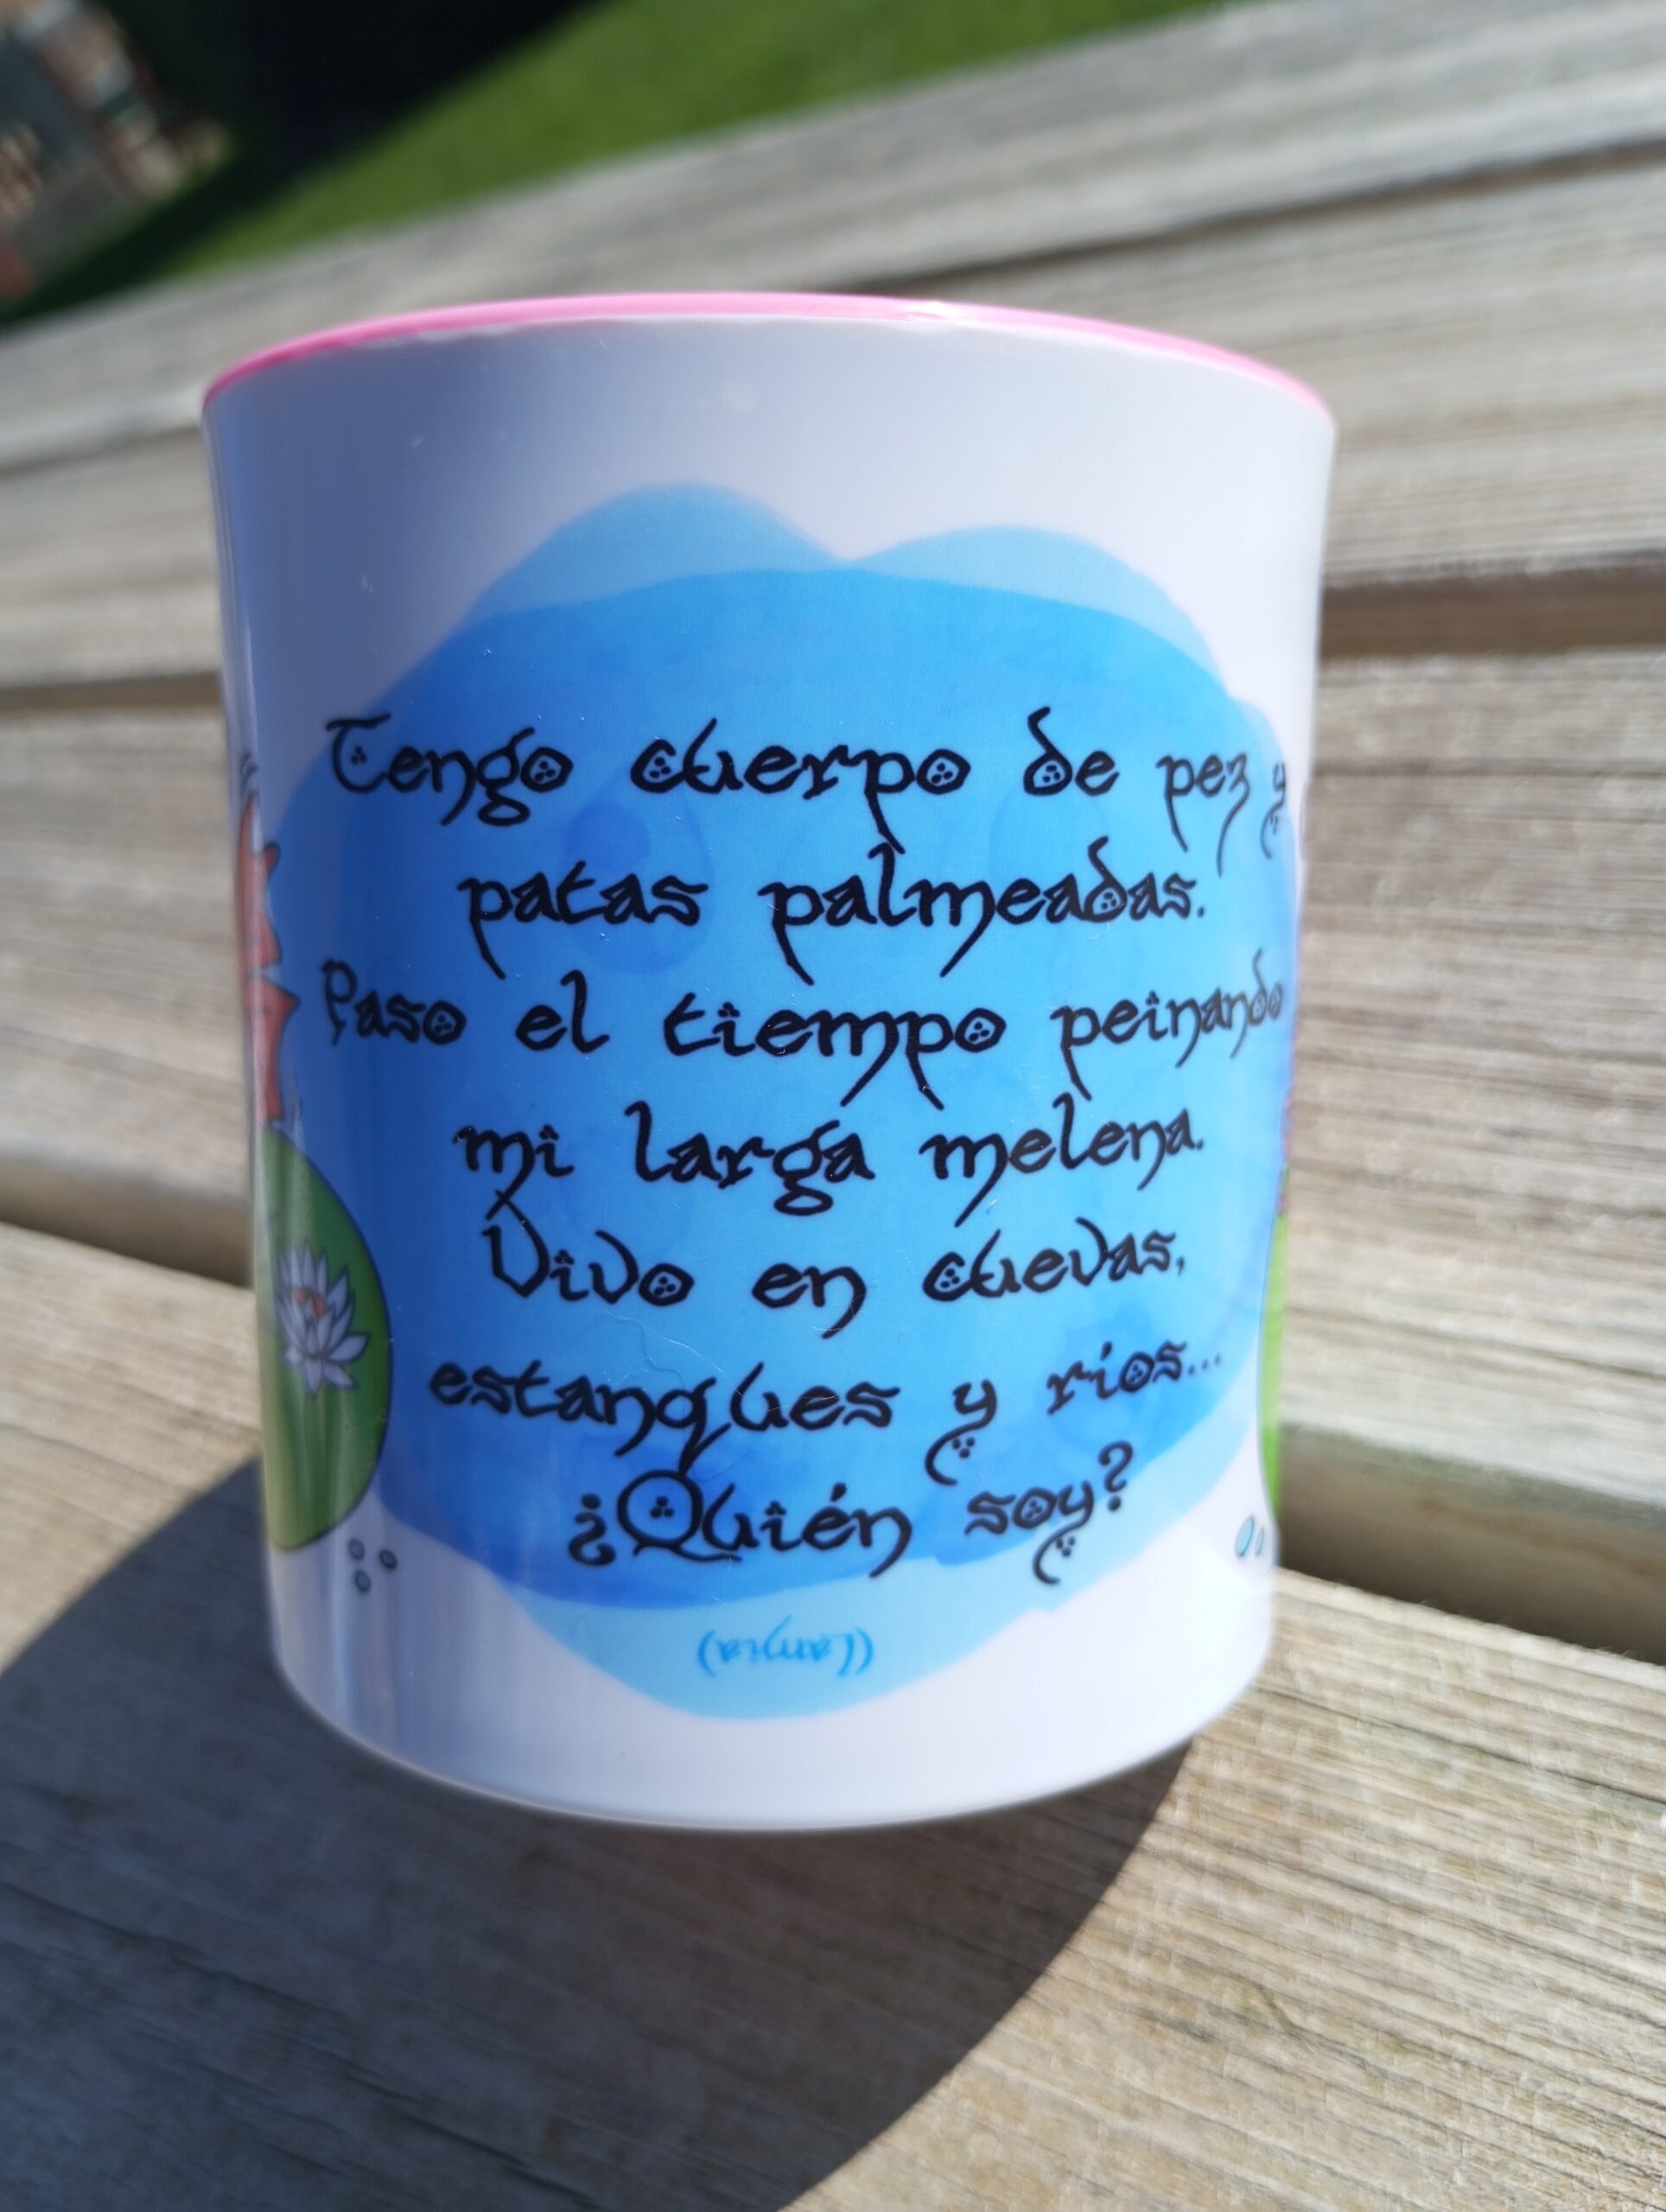 Tengo cuerpo de pez y
patas palmeadas.
Paso el tiempo peinando
mi larga melena.
Vivo en cuevas,
estanques y ríos...
¿Quién soy?
(Lamia)